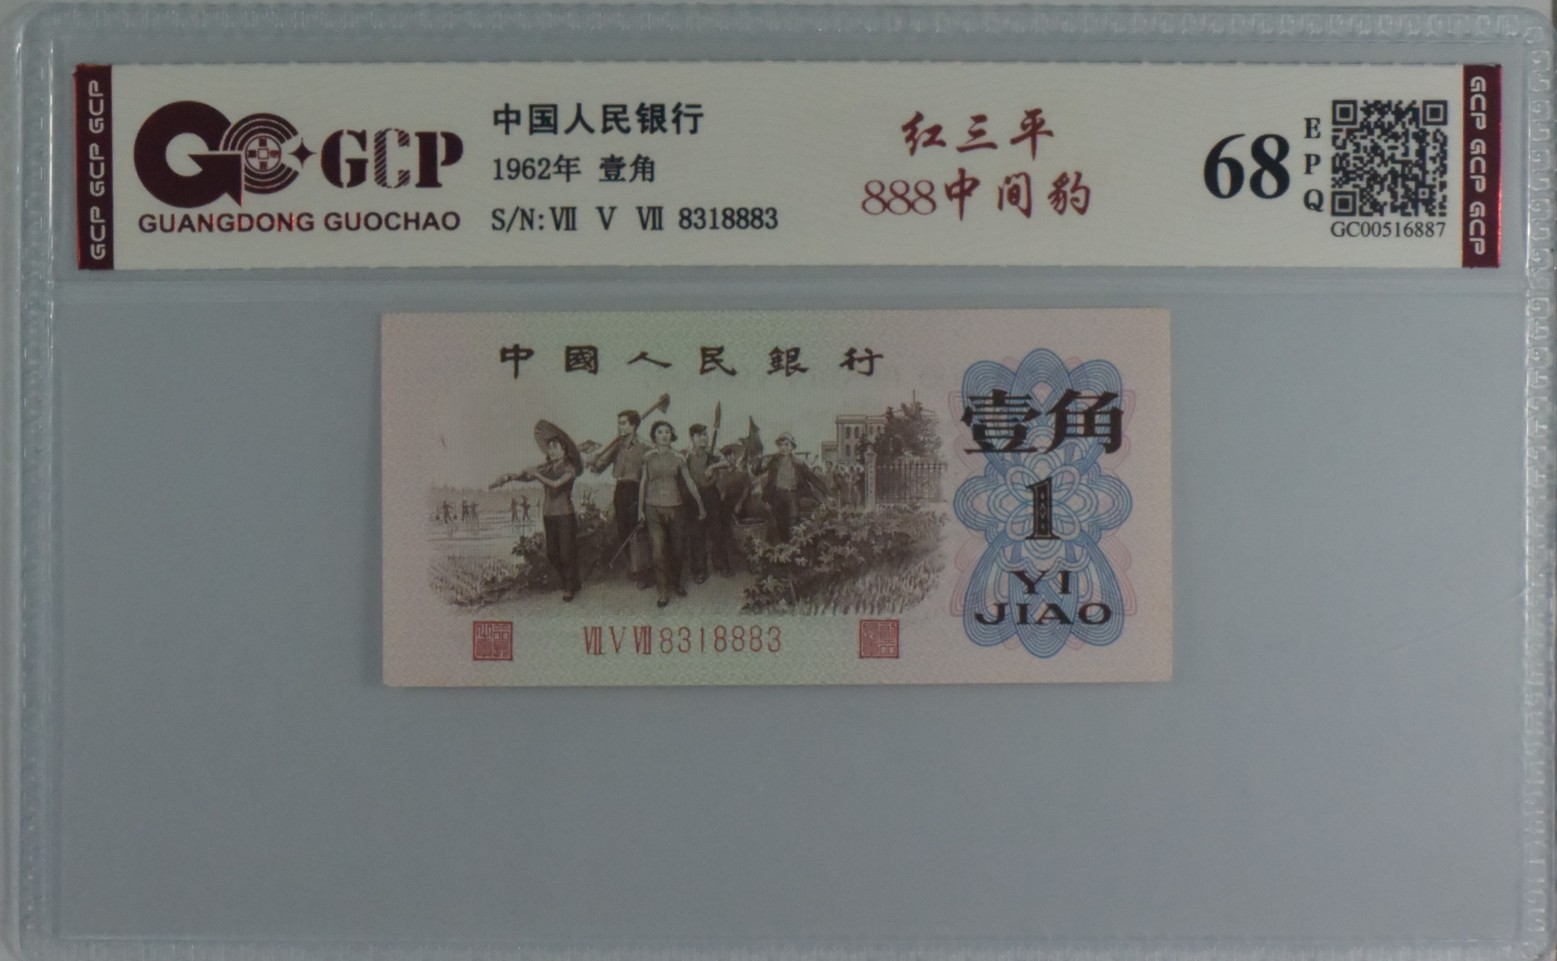 GCP GCP GCP
GCP
GUANGDONG GUOCHAO
中国人民银行
1962年 壹角
S/N: Ⅶ Ⅴ Ⅶ 8318883
红三平
888中间豹
68
EPQ
GC00516887
GCP GCP GCP
中國人民銀行
壹角
1
YI
JIAO
Ⅶ Ⅴ Ⅶ 8318883